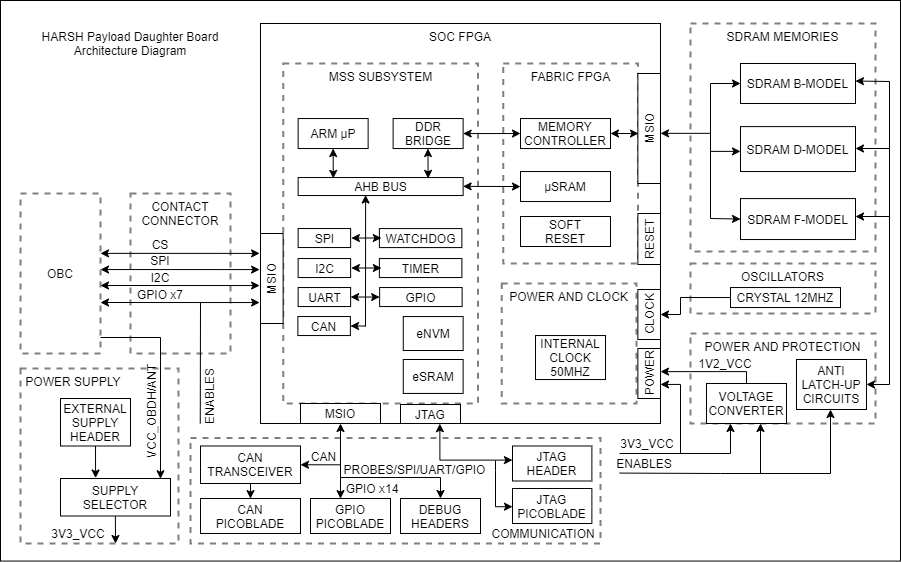 HARSH Payload Daughter Board
Architecture Diagram
SOC FPGA
SDRAM MEMORIES
MSS SUBSYSTEM
FABRIC FPGA
SDRAM B-MODEL
SDRAM D-MODEL
SDRAM F-MODEL
ARM µP
DDR
BRIDGE
MEMORY
CONTROLLER
MSIO
AHB BUS
µSRAM
SOFT
RESET
RESET
CONTACT
CONNECTOR
OBC
CS
SPI
I2C
GPIO x7
MSIO
SPI
WATCHDOG
I2C
TIMER
UART
GPIO
CAN
eNVM
eSRAM
POWER AND CLOCK
INTERNAL
CLOCK
50MHZ
CLOCK
POWER
OSCILLATORS
CRYSTAL 12MHZ
POWER AND PROTECTION
1V2_VCC
VOLTAGE
CONVERTER
ANTI
LATCH-UP
CIRCUITS
3V3_VCC
ENABLES
POWER SUPPLY
EXTERNAL
SUPPLY
HEADER
VCC_OBDH/ANT
ENABLES
SUPPLY
SELECTOR
3V3_VCC
MSIO
JTAG
CAN
TRANSCEIVER
CAN
PROBES/SPI/UART/GPIO
GPIO x14
JTAG
HEADER
CAN
PICOBLADE
GPIO
PICOBLADE
DEBUG
HEADERS
JTAG
PICOBLADE
COMMUNICATION